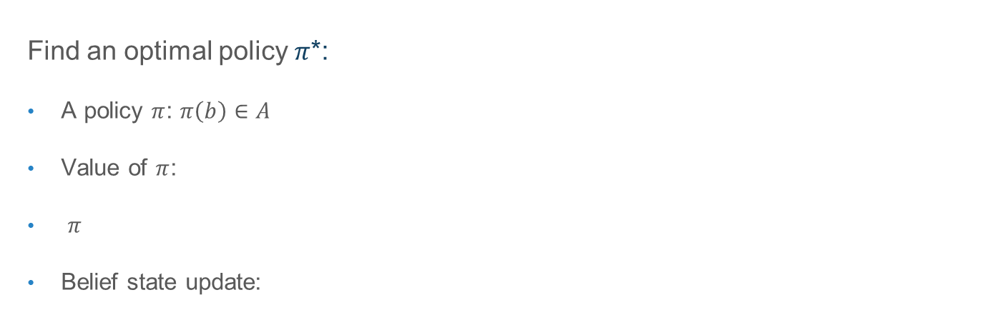 Find an optimal policy π*:
• A policy π: π(b) ∈ A
• Value of π:
• π
• Belief state update: